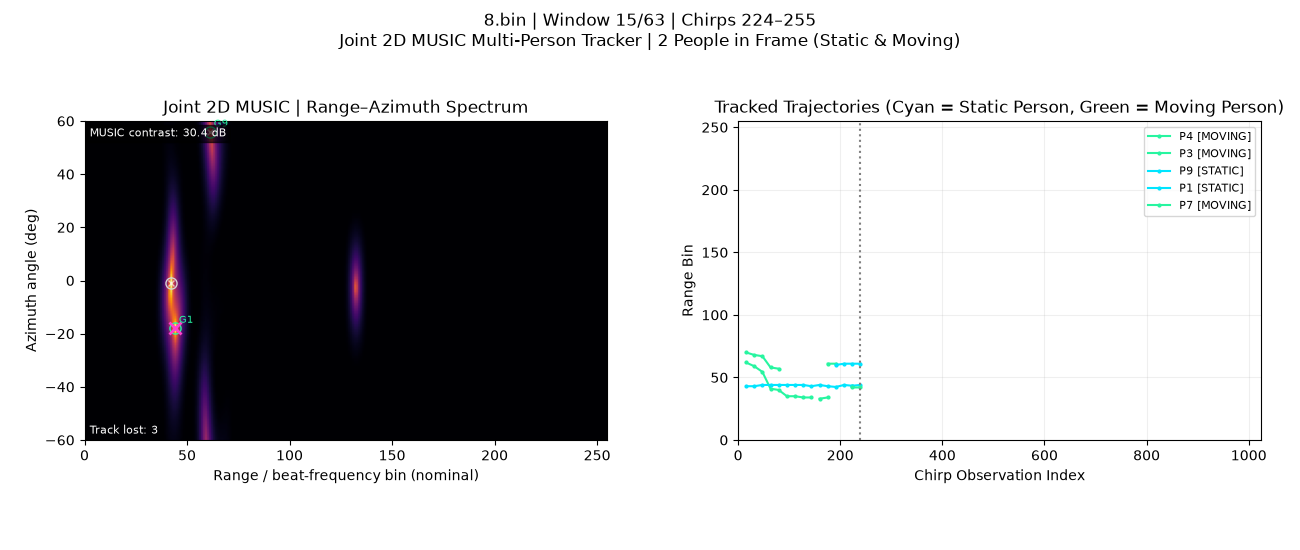 8.bin | Window 15/63 | Chirps 224–255
Joint 2D MUSIC Multi-Person Tracker | 2 People in Frame (Static & Moving)
Joint 2D MUSIC | Range–Azimuth Spectrum
MUSIC contrast: 30.4 dB
G1
Track lost: 3
60
40
20
0
−20
−40
−60
Azimuth angle (deg)
0
50
100
150
200
250
Range / beat-frequency bin (nominal)
Tracked Trajectories (Cyan = Static Person, Green = Moving Person)
P4 [MOVING]
P3 [MOVING]
P9 [STATIC]
P1 [STATIC]
P7 [MOVING]
250
200
150
100
50
0
Range Bin
0
200
400
600
800
1000
Chirp Observation Index